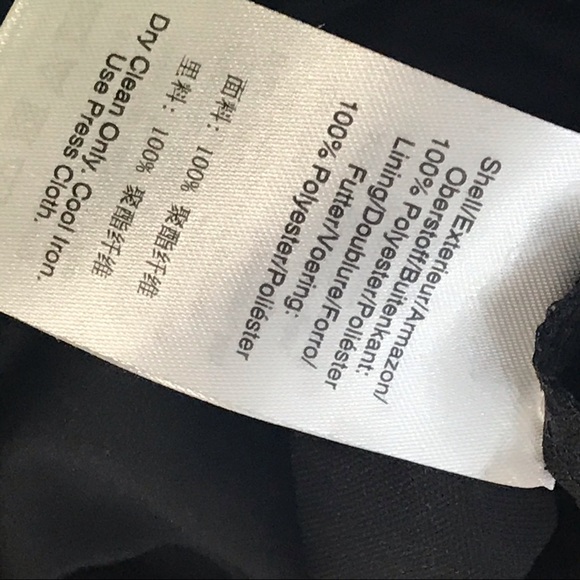 Shell/Exterieur/Armazon/
Oberstoff/Buitenkant:
100% Polyester/Poliéster
Lining/Doublure/Forro/
Futter/Voering:
100% Polyester/Poliéster
面料: 100% 聚酯纤维
里料: 100% 聚酯纤维
Dry Clean Only. Cool Iron.
Use Press Cloth.